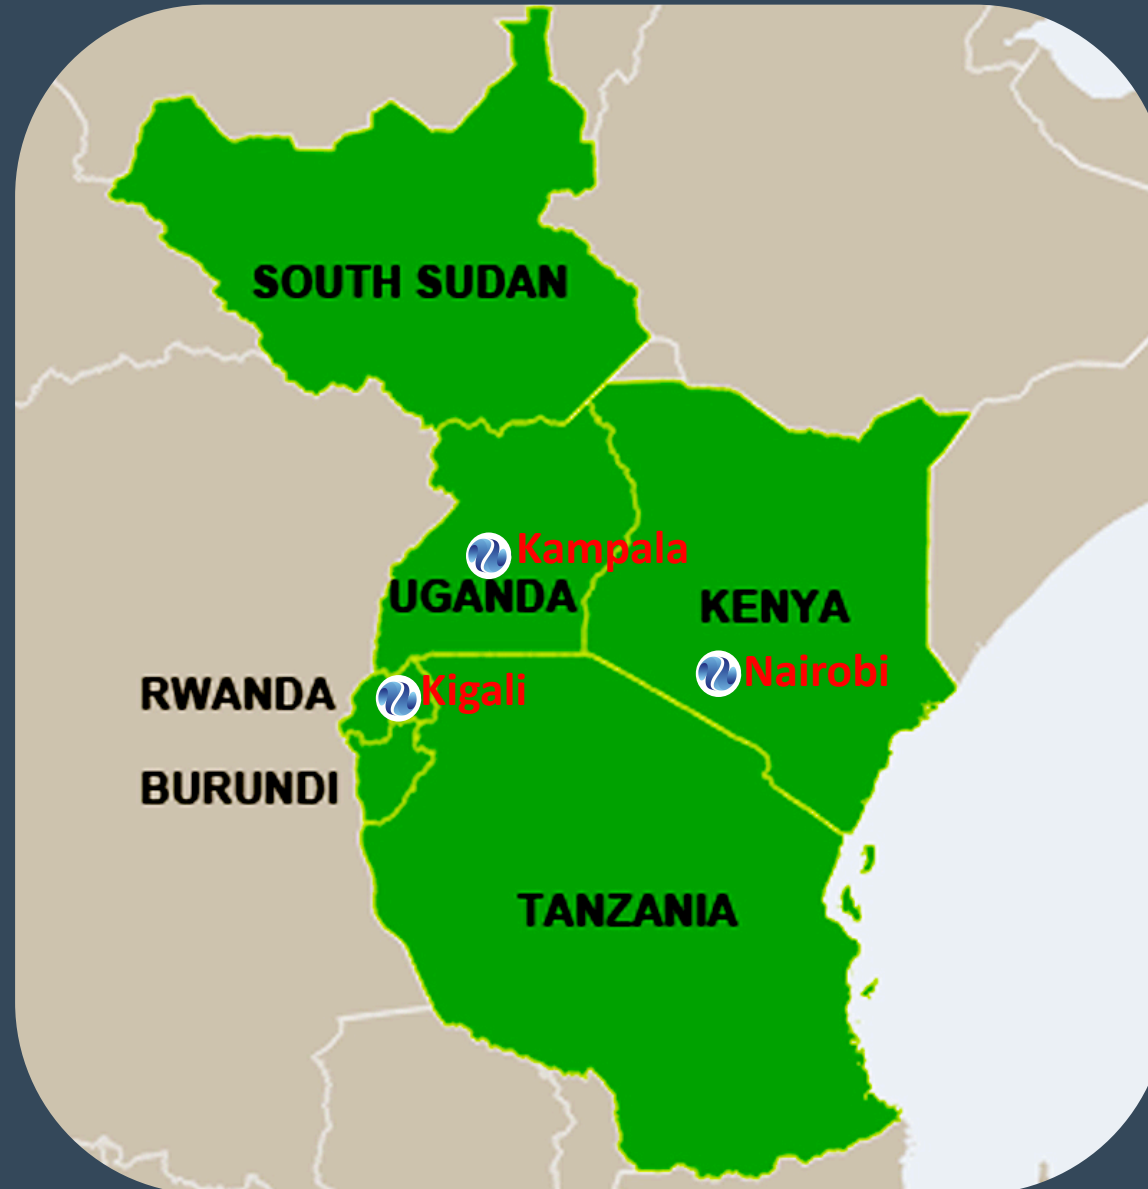 SOUTH SUDAN
Kampala
UGANDA
KENYA
Nairobi
RWANDA
Kigali
BURUNDI
TANZANIA